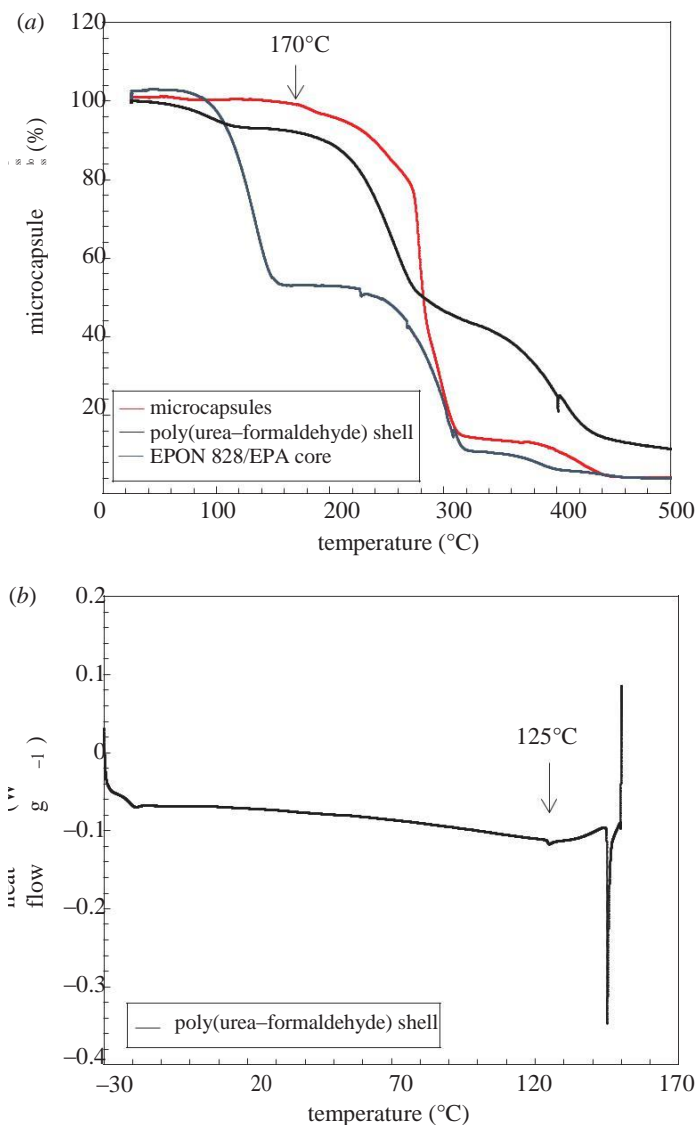 (a)
120
100
80
60
40
20
170°C
microcapsule
(%)
microcapsules
poly(urea–formaldehyde) shell
EPON 828/EPA core
0
100
200
300
400
500
temperature (°C)
(b)
0.2
0.1
0
–0.1
–0.2
–0.3
–0.4
125°C
(W
g –1)
flow
poly(urea–formaldehyde) shell
–30
20
70
120
170
temperature (°C)